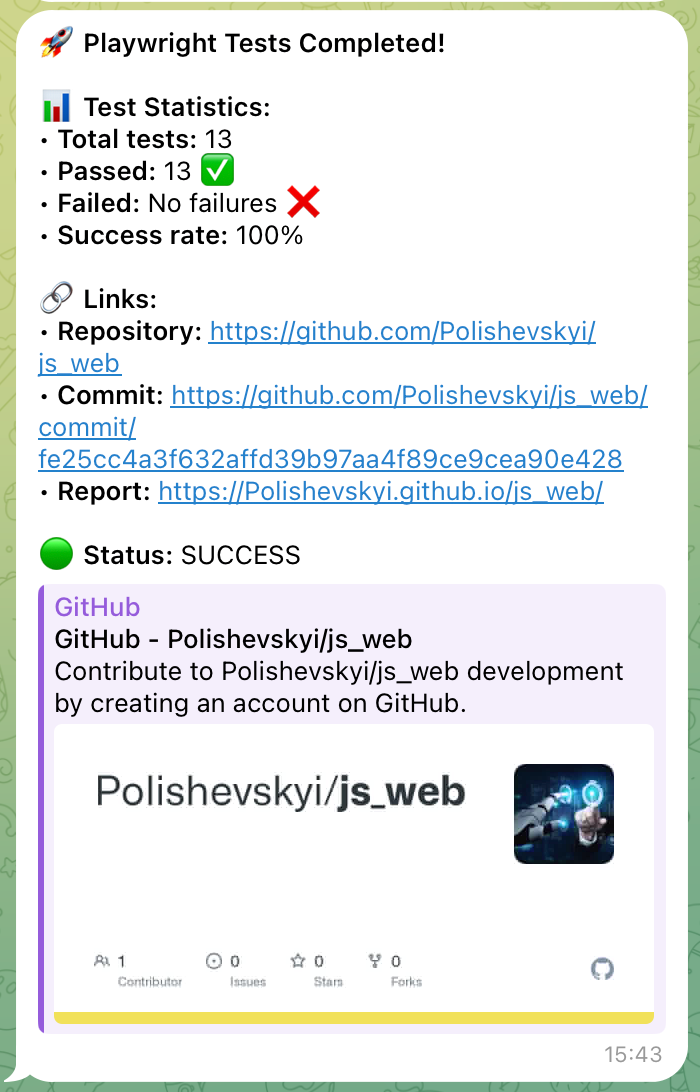 🚀 Playwright Tests Completed!
📊 Test Statistics:
• Total tests: 13
• Passed: 13 ✅
• Failed: No failures ❌
• Success rate: 100%
🔗 Links:
• Repository: https://github.com/Polishevskyi/
js_web
• Commit: https://github.com/Polishevskyi/js_web/
commit/
fe25cc4a3f632affd39b97aa4f89ce9cea90e428
• Report: https://Polishevskyi.github.io/js_web/
🟢 Status: SUCCESS
GitHub
GitHub - Polishevskyi/js_web
Contribute to Polishevskyi/js_web development
by creating an account on GitHub.
Polishevskyi/js_web
1 0 0 0
Contributor Issues Stars Forks
15:43